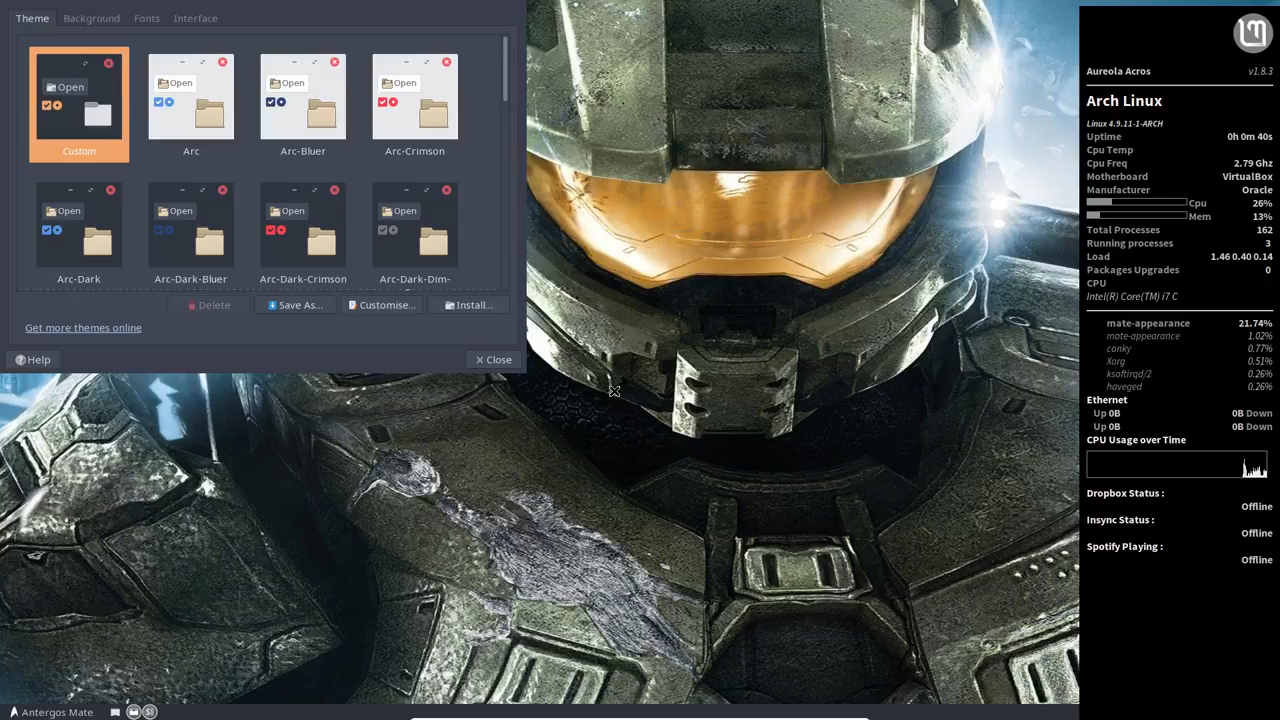 Theme Background Fonts Interface
Open Open Open Open
Custom Arc Arc-Bluer Arc-Crimson
Open Open Open Open
Arc-Dark Arc-Dark-Bluer Arc-Dark-Crimson Arc-Dark-Dim-
Delete Save As... Customise... Install...
Get more themes online
Help Close
Aureola Acros v1.8.3
Arch Linux
Linux 4.9.11-1-ARCH
Uptime 0h 0m 40s
Cpu Temp
Cpu Freq 2.79 Ghz
Motherboard VirtualBox
Manufacturer Oracle
Cpu 26%
Mem 13%
Total Processes 162
Running processes 3
Load 1.46 0.40 0.14
Packages Upgrades 0
CPU
Intel(R) Core(TM) i7 C
mate-appearance 21.74%
mate-appearance 1.02%
conky 0.77%
Xorg 0.51%
ksoftirqd/2 0.26%
haveged 0.26%
Ethernet
Up 0B 0B Down
Up 0B 0B Down
CPU Usage over Time
Dropbox Status :
Offline
Insync Status :
Offline
Spotify Playing :
Offline
Antergos Mate